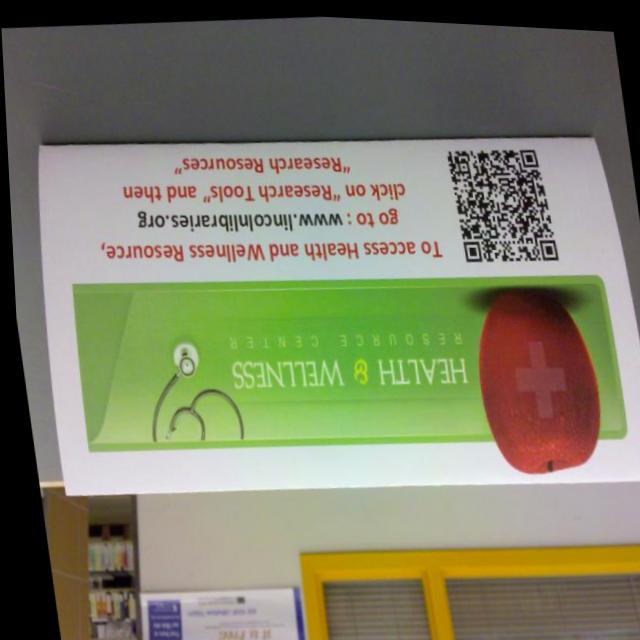 HEALTH & WELLNESS
RESOURCE CENTER
To access Health and Wellness Resource,
go to : www.lincolnlibraries.org
click on "Research Tools" and then
"Research Resources"